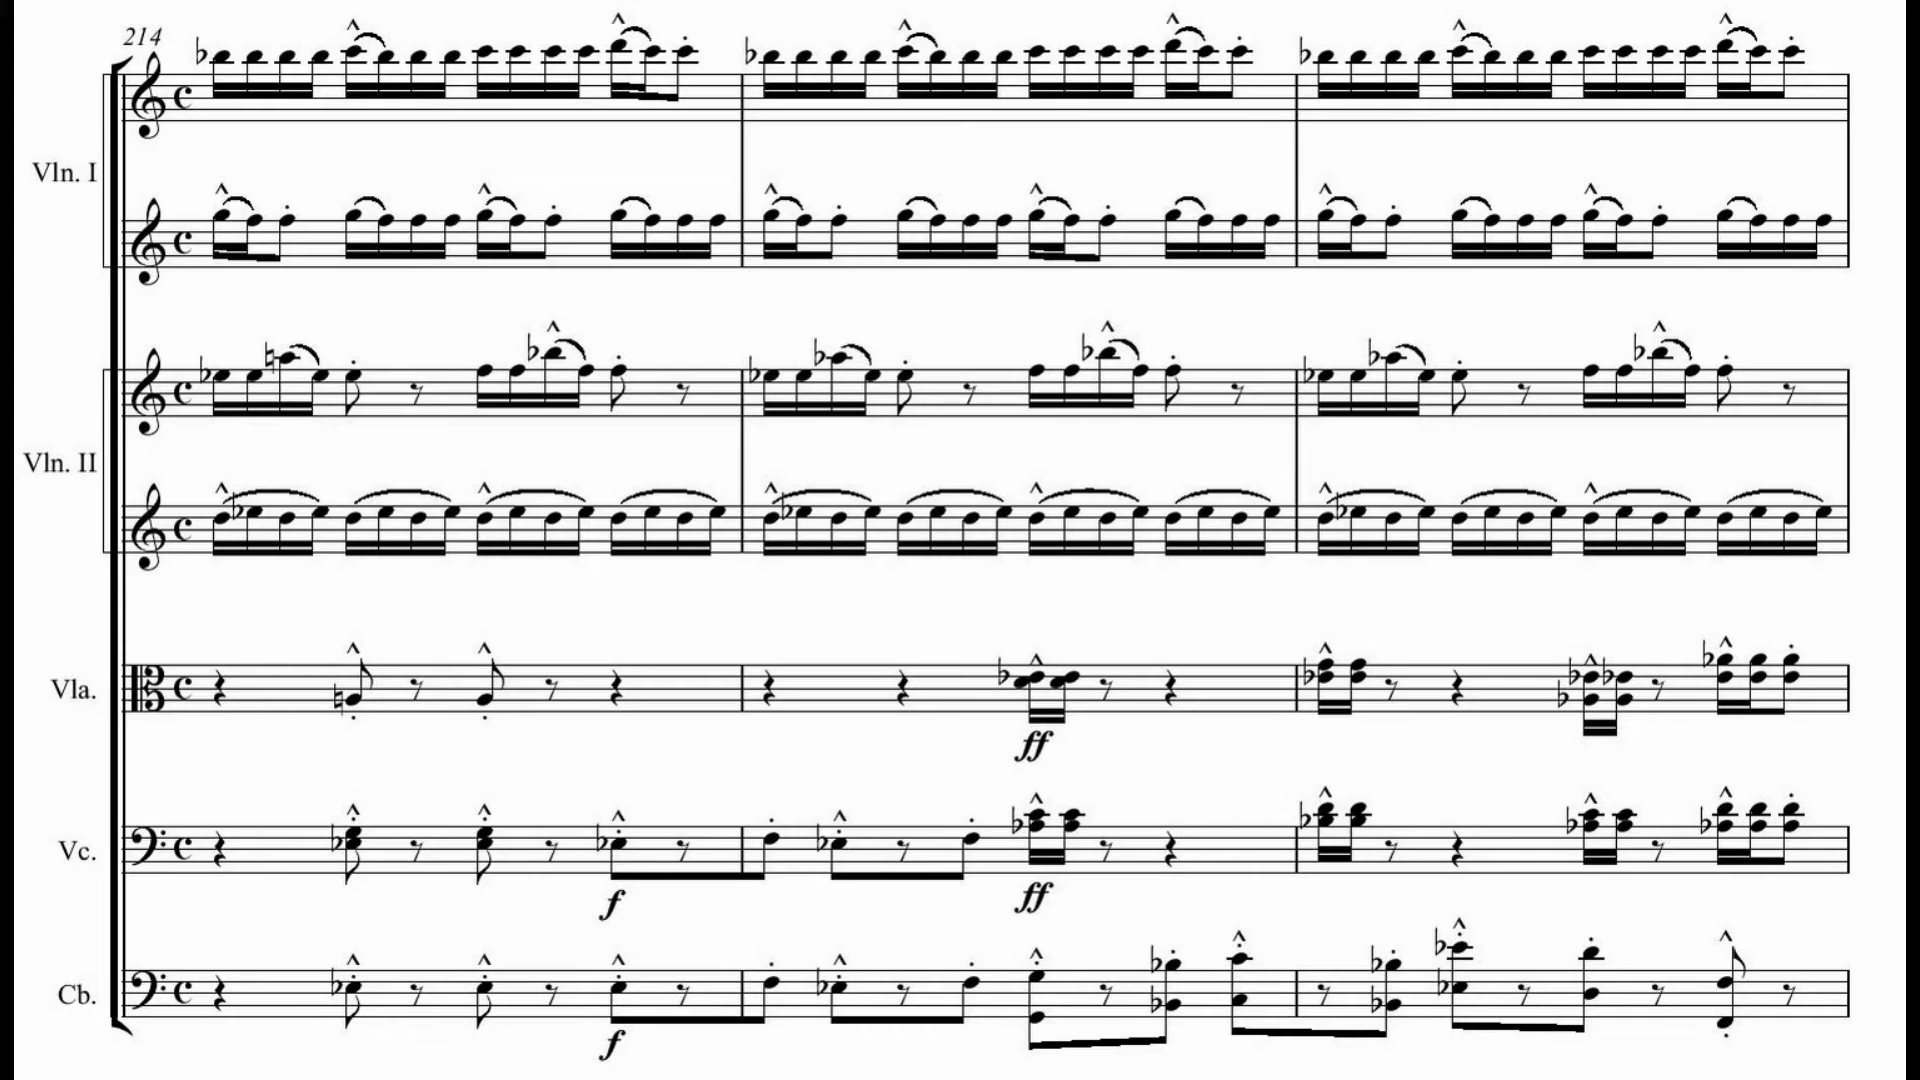 214
Vln. I
Vln. II
Vla.
ff
Vc.
f
ff
Cb.
f